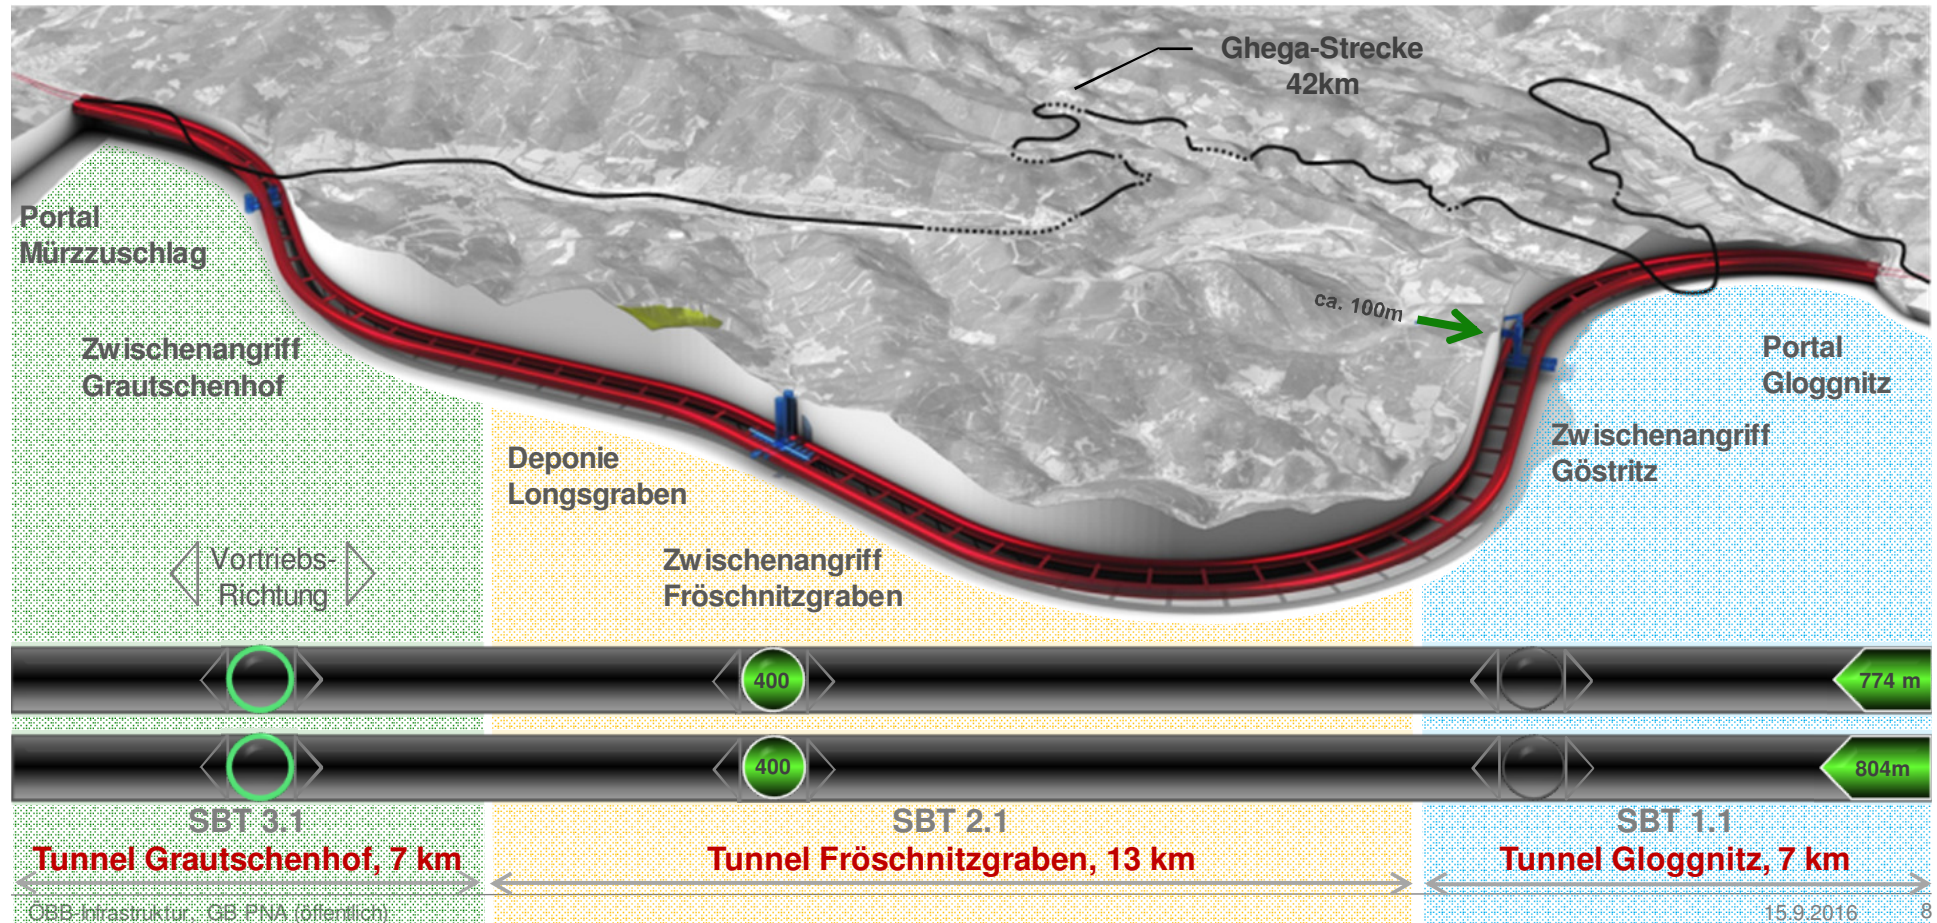 Ghega-Strecke
42km
Portal
Mürzzuschlag
ca. 100m
Zwischenangriff
Grautschenhof
Portal
Gloggnitz
Deponie
Longsgraben
Zwischenangriff
Göstritz
Vortriebs-
Richtung
Zwischenangriff
Fröschnitzgraben
400
774 m
400
804m
SBT 3.1
SBT 2.1
SBT 1.1
Tunnel Grautschenhof, 7 km
Tunnel Fröschnitzgraben, 13 km
Tunnel Gloggnitz, 7 km
ÖBB-Infrastruktur, GB PNA (öffentlich)
15.9.2016
8